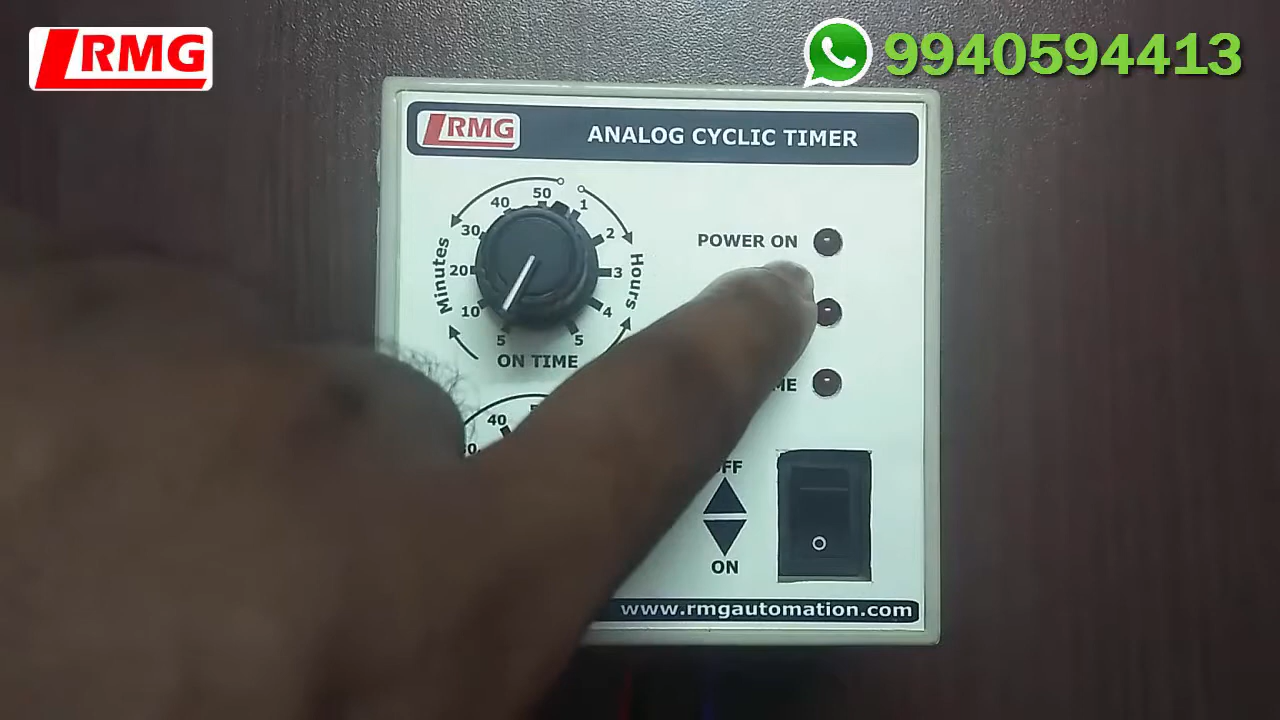 RMG
9940594413
RMG
ANALOG CYCLIC TIMER
50
40
1
30
2
POWER ON
Minutes
20
3
Hours
10
4
5
5
ON TIME
40
OFF
ON
www.rmgautomation.com